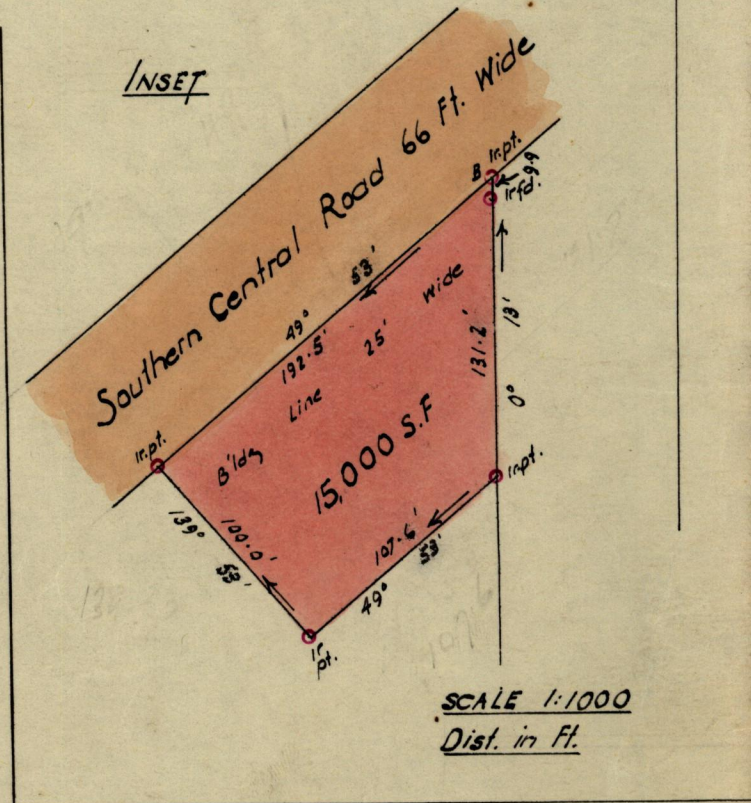 INSET
Southern Central Road 66 Ft. Wide
B Ir.pt.
9.9
Ir.fd.
49° 53'
192.5'
B'ldg Line 25' wide
131.2'
0° 13'
15,000 S.F
Ir.pt.
Ir.pt.
139° 53'
100.0'
107.6'
49° 53'
Ir.
pt.
SCALE 1:1000
Dist. in Ft.